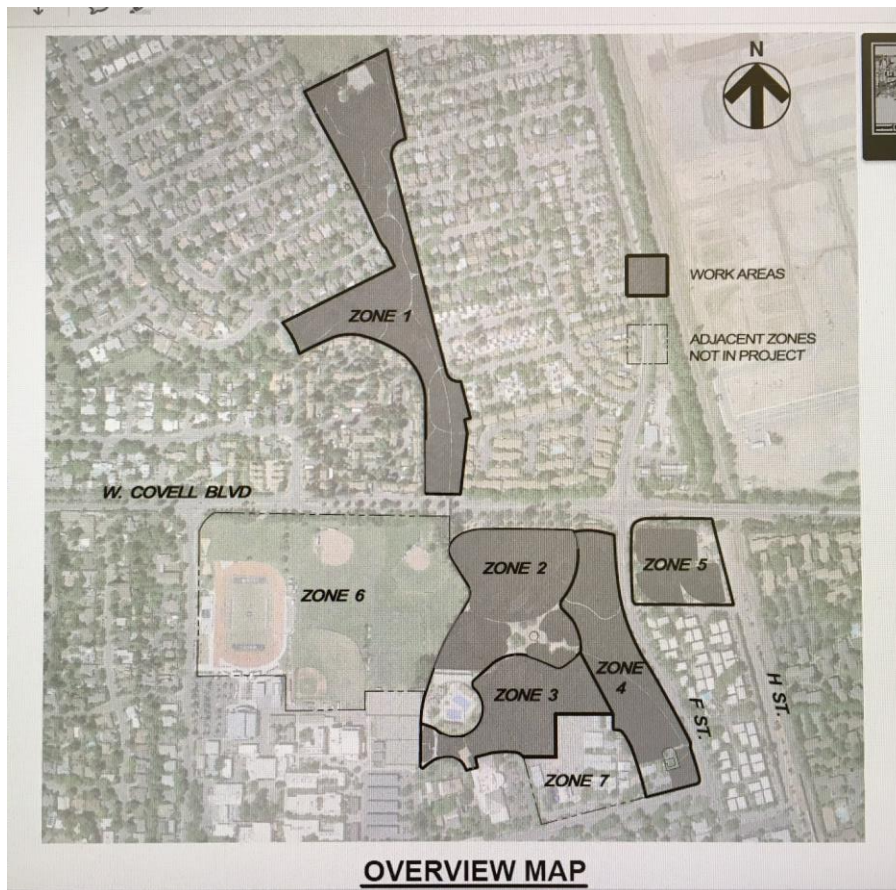 N
WORK AREAS
ADJACENT ZONES
NOT IN PROJECT
ZONE 1
W. COVELL BLVD
ZONE 2
ZONE 5
ZONE 6
ZONE
4
ZONE 3
H ST.
F ST.
ZONE 7
OVERVIEW MAP